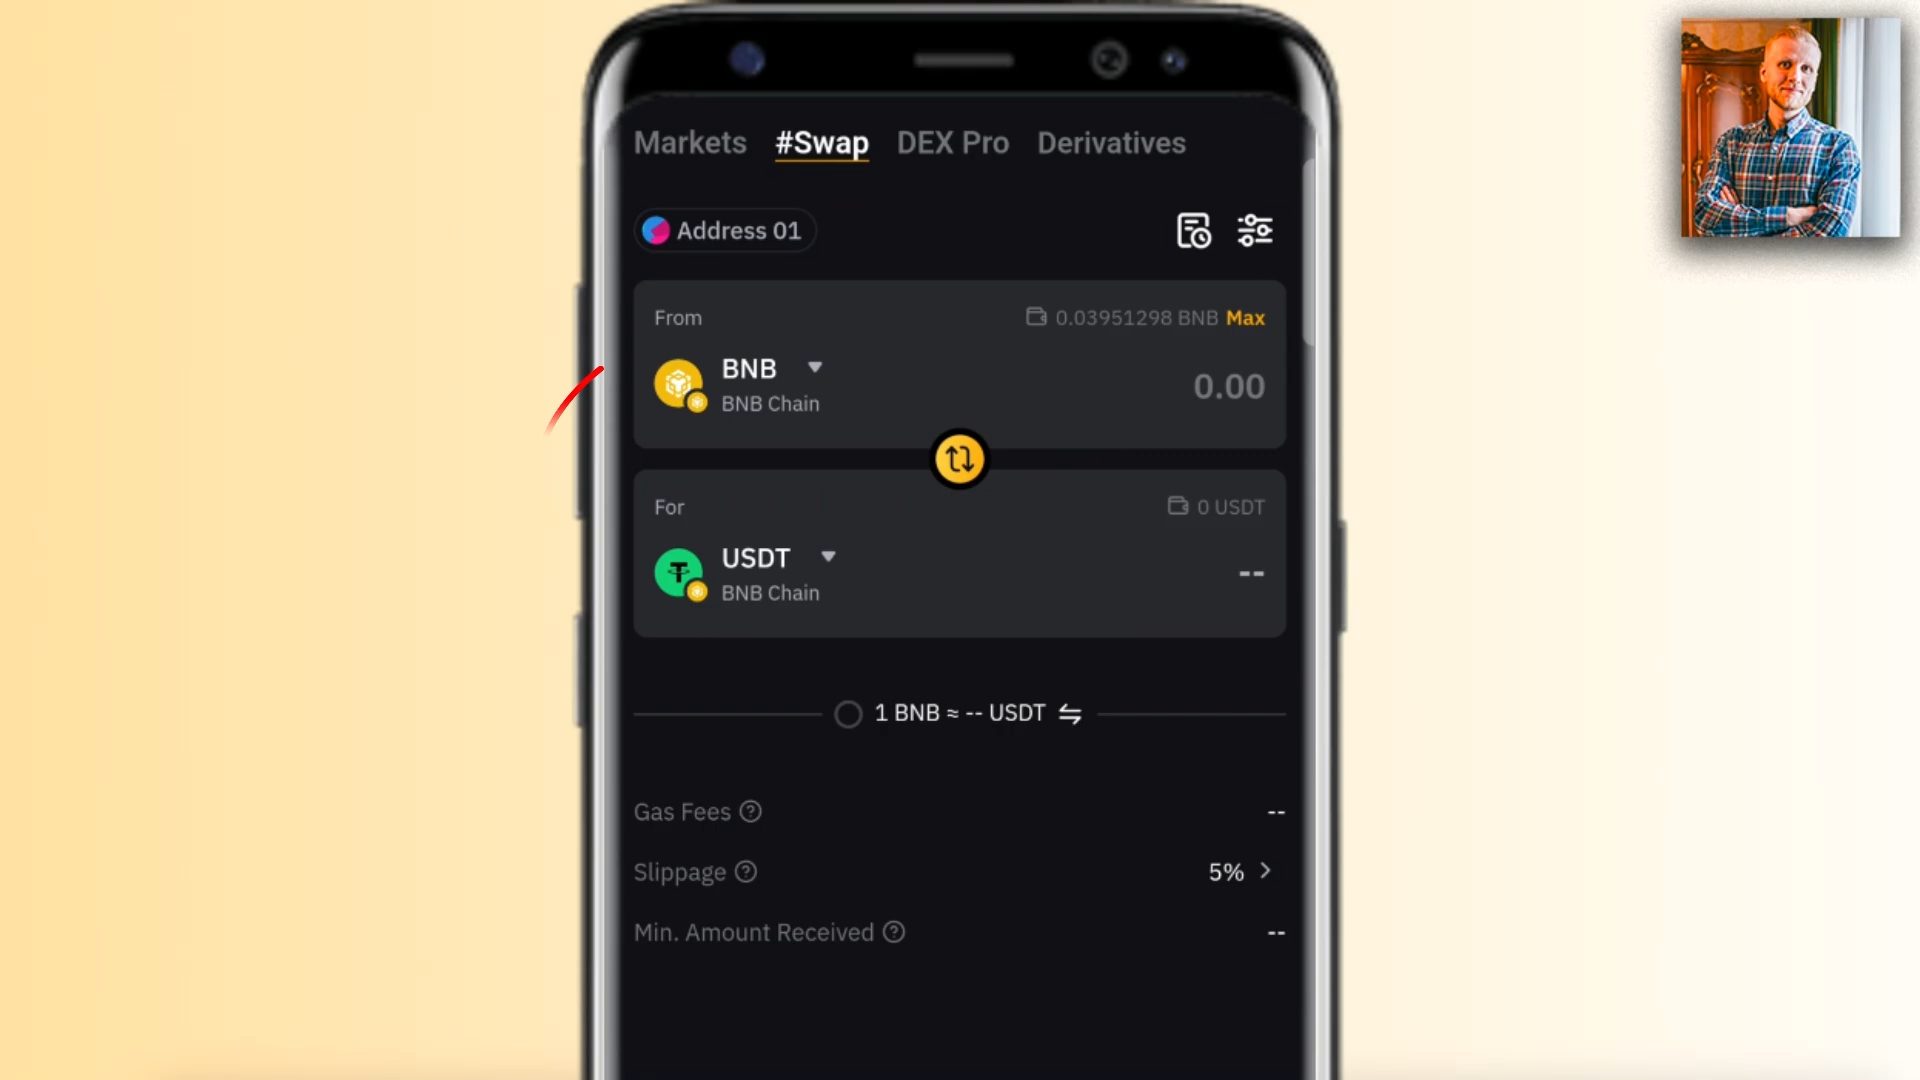 Markets #Swap DEX Pro Derivatives
Address 01
From 0.03951298 BNB Max
BNB
BNB Chain
0.00
For 0 USDT
USDT
BNB Chain
--
1 BNB ≈ -- USDT
Gas Fees --
Slippage 5%
Min. Amount Received --